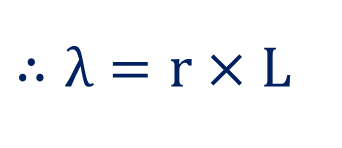 ∴ λ = r × L